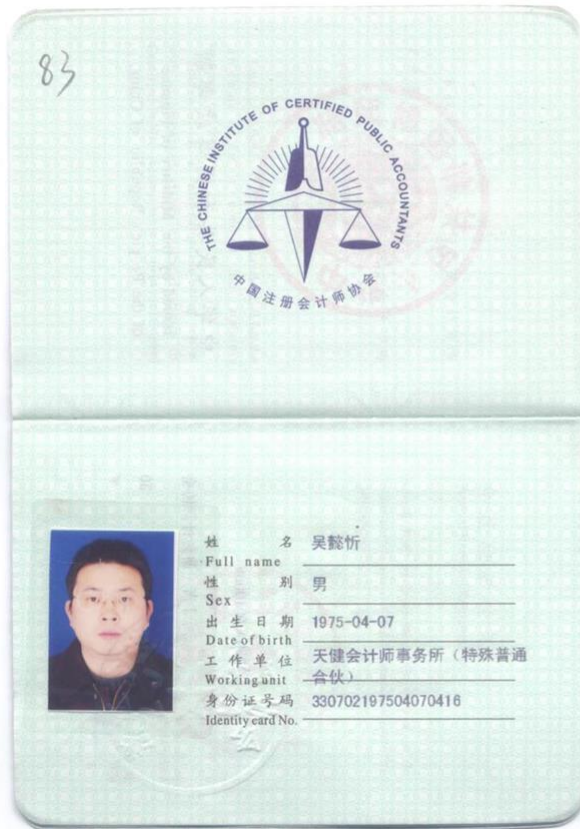 83
THE CHINESE INSTITUTE OF CERTIFIED PUBLIC ACCOUNTANTS
中国注册会计师协会
姓 名 吴懿忻
Full name
性 别 男
Sex
出生日期 1975-04-07
Date of birth
工作单位 天健会计师事务所（特殊普通
Working unit 合伙）
身份证号码 330702197504070416
Identity card No.